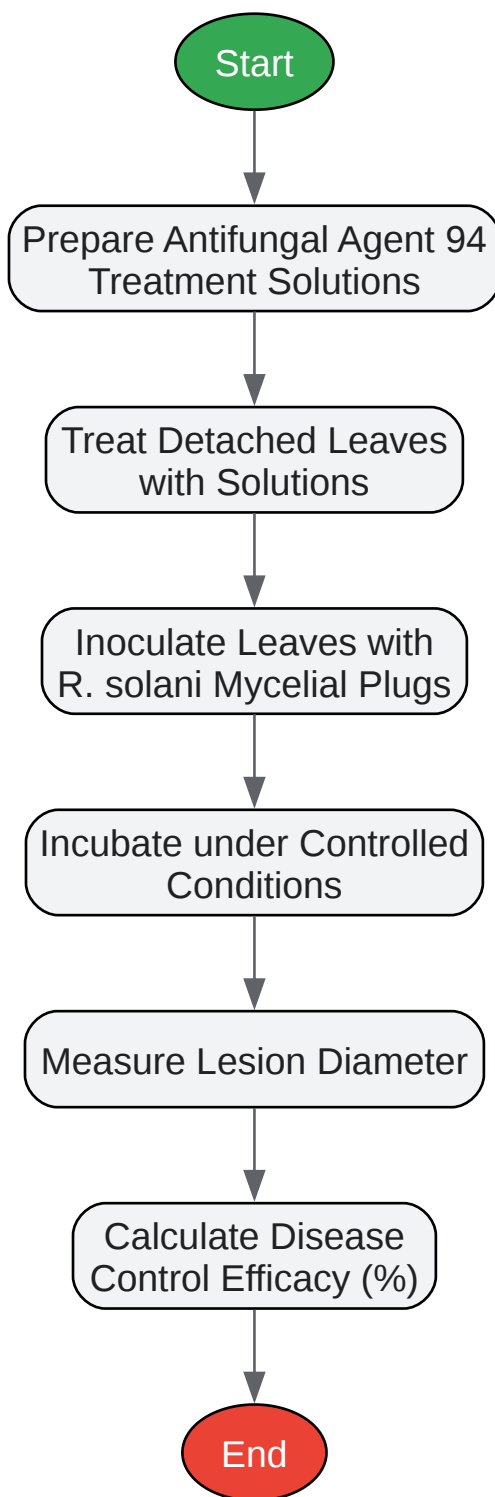 Start
Prepare Antifungal Agent 94
Treatment Solutions
Treat Detached Leaves
with Solutions
Inoculate Leaves with
R. solani Mycelial Plugs
Incubate under Controlled
Conditions
Measure Lesion Diameter
Calculate Disease
Control Efficacy (%)
End